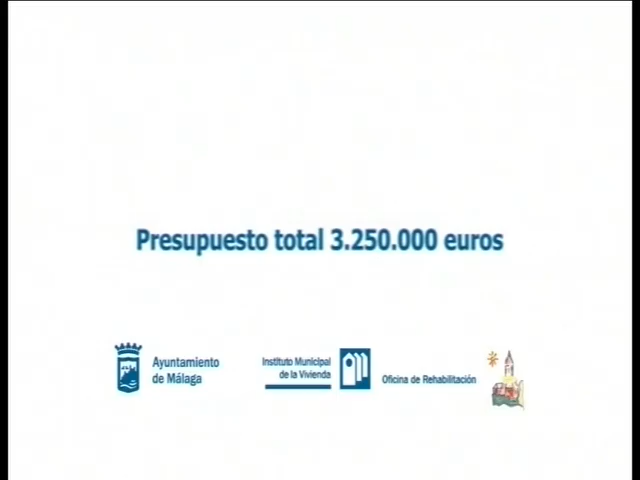 Presupuesto total 3.250.000 euros
Ayuntamiento
de Málaga
Instituto Municipal
de la Vivienda
Oficina de Rehabilitación